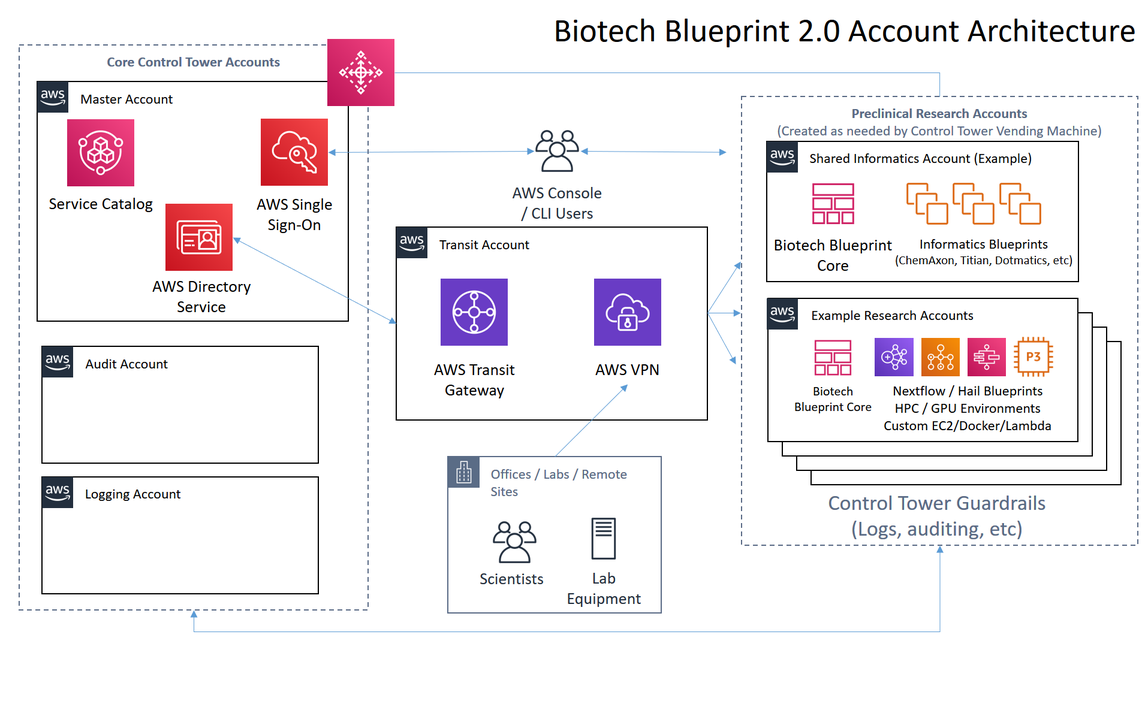 Biotech Blueprint 2.0 Account Architecture
Core Control Tower Accounts
aws
Master Account
Service Catalog
AWS Single
Sign-On
AWS Directory
Service
aws
Audit Account
aws
Logging Account
AWS Console
/ CLI Users
aws
Transit Account
AWS Transit
Gateway
AWS VPN
Offices / Labs / Remote
Sites
Scientists
Lab
Equipment
Preclinical Research Accounts
(Created as needed by Control Tower Vending Machine)
aws
Shared Informatics Account (Example)
Biotech Blueprint
Core
Informatics Blueprints
(ChemAxon, Titian, Dotmatics, etc)
aws
Example Research Accounts
P3
Biotech
Blueprint Core
Nextflow / Hail Blueprints
HPC / GPU Environments
Custom EC2/Docker/Lambda
Control Tower Guardrails
(Logs, auditing, etc)